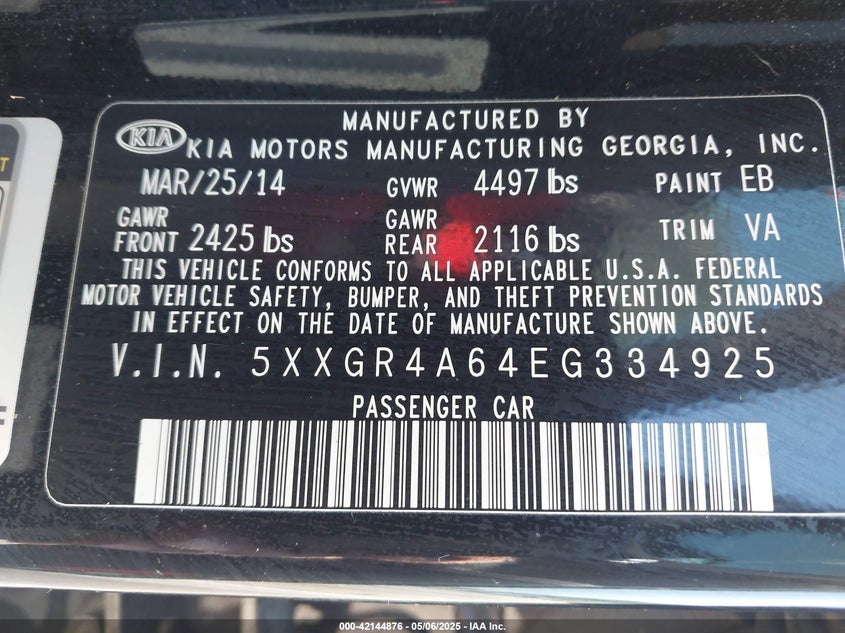 MANUFACTURED BY
KIA KIA MOTORS MANUFACTURING GEORGIA, INC.
MAR/25/14 GVWR 4497 lbs PAINT EB
GAWR FRONT 2425 lbs GAWR REAR 2116 lbs TRIM VA
THIS VEHICLE CONFORMS TO ALL APPLICABLE U.S.A. FEDERAL
MOTOR VEHICLE SAFETY, BUMPER, AND THEFT PREVENTION STANDARDS
IN EFFECT ON THE DATE OF MANUFACTURE SHOWN ABOVE.
V.I.N. 5XXGR4A64EG334925
PASSENGER CAR
000-42144876 - 05/06/2025 - IAA Inc.